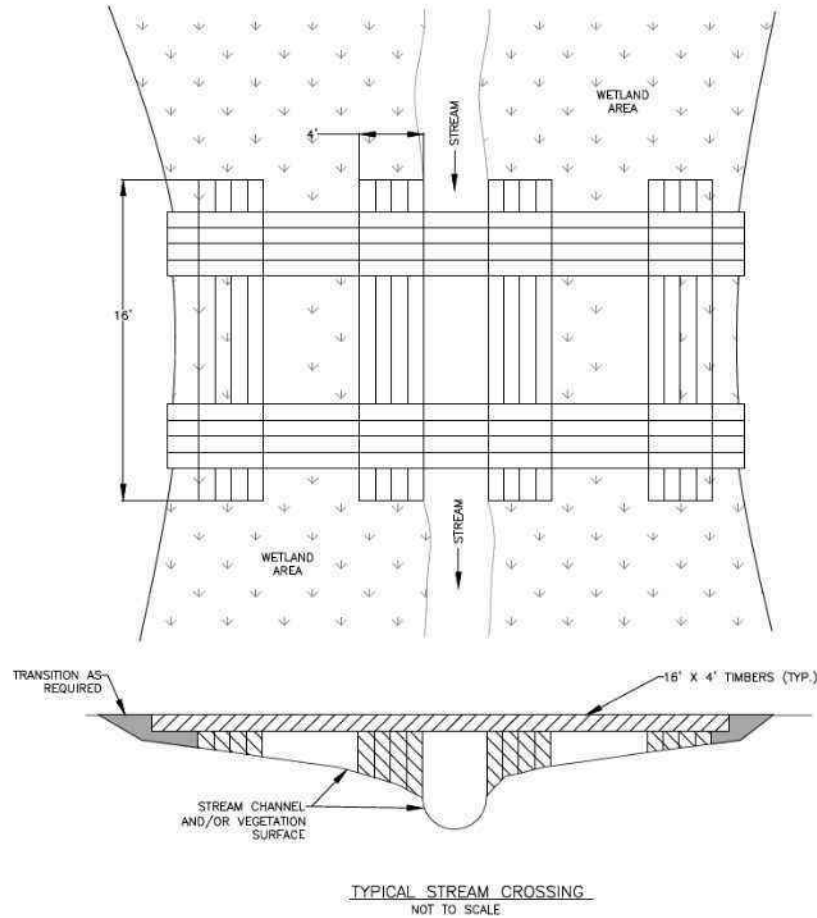 WETLAND
AREA
4'
STREAM
16'
STREAM
WETLAND
AREA
TRANSITION AS
REQUIRED
16' X 4' TIMBERS (TYP.)
STREAM CHANNEL
AND/OR VEGETATION
SURFACE
TYPICAL STREAM CROSSING
NOT TO SCALE